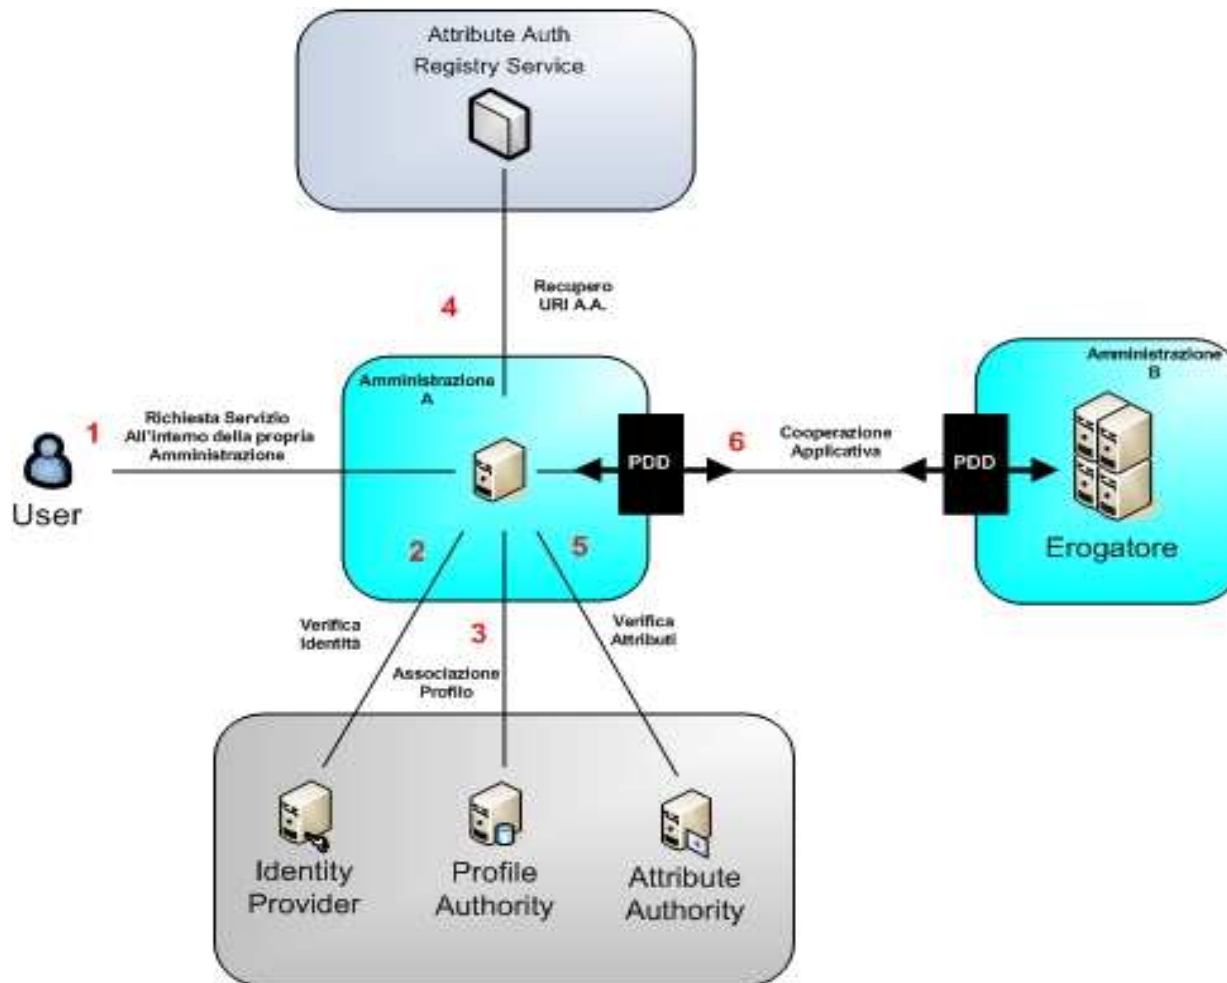 Attribute Auth
Registry Service
4
Recupero
URI A.A.
Amministrazione
A
Amministrazione
B
1
Richiesta Servizio
All'interno della propria
Amministrazione
User
PDD
6
Cooperazione
Applicativa
PDD
Erogatore
2
5
Verifica
Identità
3
Verifica
Attributi
Associazione
Profilo
Identity
Provider
Profile
Authority
Attribute
Authority